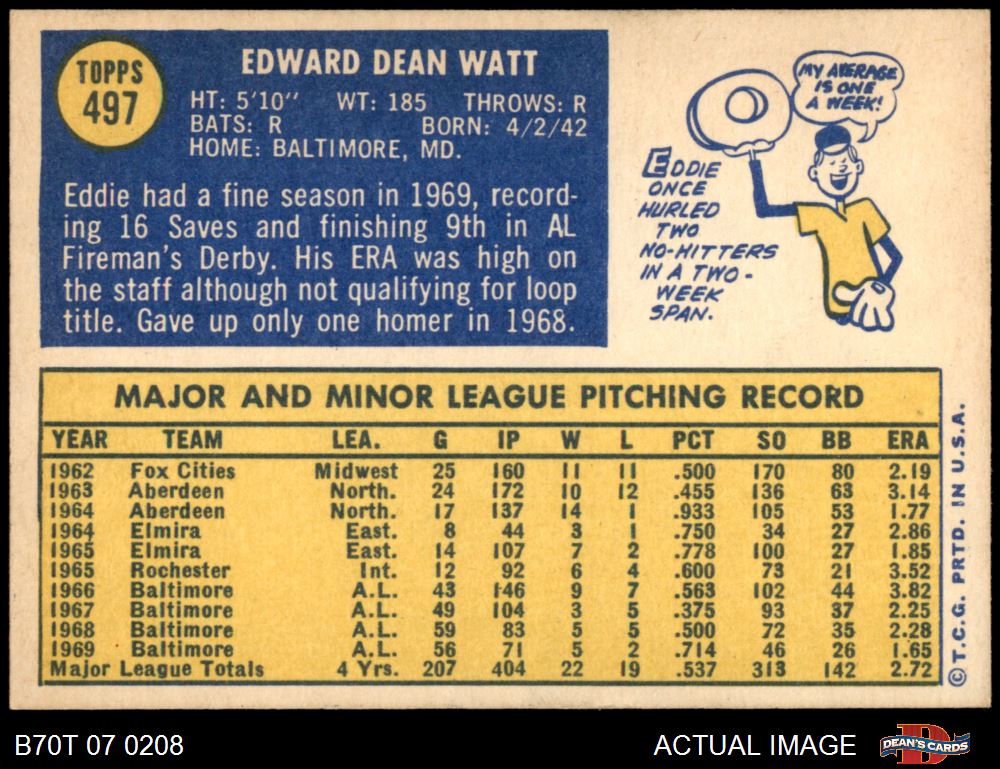 TOPPS
497
EDWARD DEAN WATT
HT: 5'10" WT: 185 THROWS: R
BATS: R BORN: 4/2/42
HOME: BALTIMORE, MD.
Eddie had a fine season in 1969, record-
ing 16 Saves and finishing 9th in AL
Fireman's Derby. His ERA was high on
the staff although not qualifying for loop
title. Gave up only one homer in 1968.
MY AVERAGE
IS ONE
A WEEK!
EDDIE
ONCE
HURLED
TWO
NO-HITTERS
IN A TWO-
WEEK
SPAN.
MAJOR AND MINOR LEAGUE PITCHING RECORD
YEAR TEAM LEA. G IP W L PCT SO BB ERA
1962 Fox Cities Midwest 25 160 11 11 .500 170 80 2.19
1963 Aberdeen North. 24 172 10 12 .455 136 63 3.14
1964 Aberdeen North. 17 137 14 1 .933 105 53 1.77
1964 Elmira East. 8 44 3 1 .750 34 27 2.86
1965 Elmira East. 14 107 7 2 .778 100 27 1.85
1965 Rochester Int. 12 92 6 4 .600 73 21 3.52
1966 Baltimore A.L. 43 146 9 7 .563 102 44 3.82
1967 Baltimore A.L. 49 104 3 5 .375 93 37 2.25
1968 Baltimore A.L. 59 83 5 5 .500 72 35 2.28
1969 Baltimore A.L. 56 71 5 2 .714 46 26 1.65
Major League Totals 4 Yrs. 207 404 22 19 .537 313 142 2.72
© T.C.G. PRTD. IN U.S.A.
B70T 07 0208
ACTUAL IMAGE
D
DEAN'S CARDS